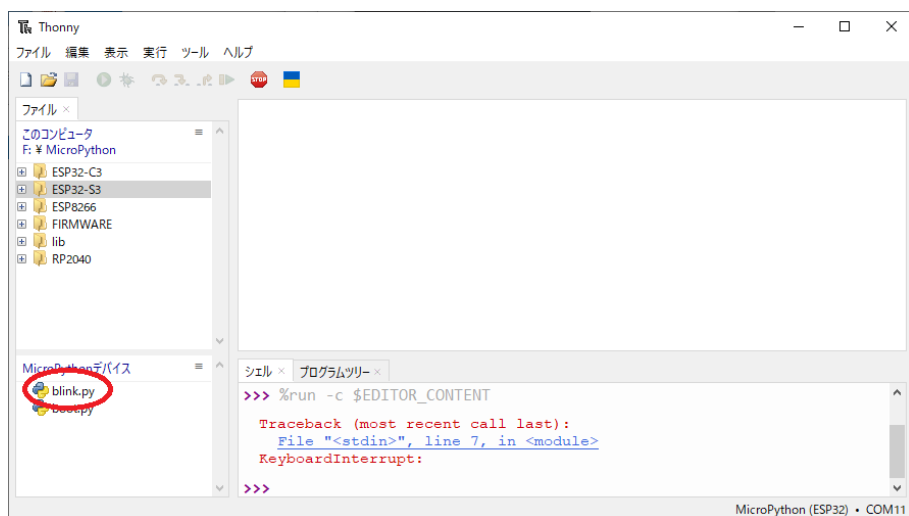 Thonny
ファイル 編集 表示 実行 ツール ヘルプ
STOP
ファイル ×
このコンピュータ
F: ¥ MicroPython
ESP32-C3
ESP32-S3
ESP8266
FIRMWARE
lib
RP2040
MicroPythonデバイス
blink.py
boot.py
シェル × プログラムツリー ×
>>> %run -c $EDITOR_CONTENT
Traceback (most recent call last):
File "<stdin>", line 7, in <module>
KeyboardInterrupt:
>>>
MicroPython (ESP32) • COM11